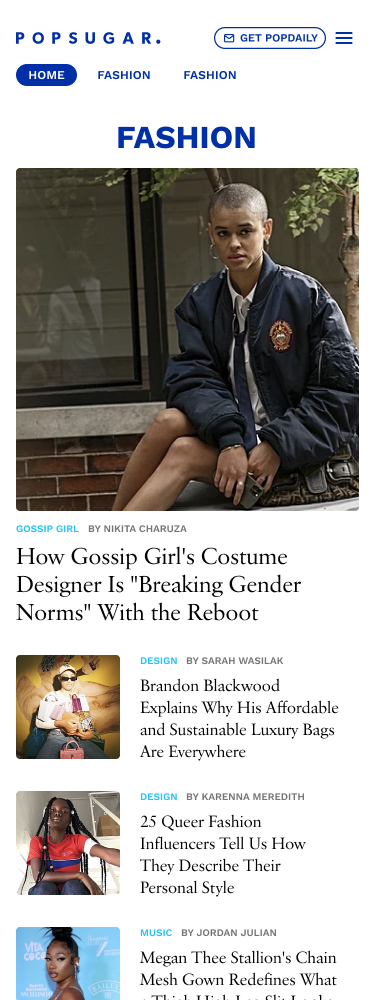 POPSUGAR.
GET POPDAILY
HOME FASHION FASHION
FASHION
GOSSIP GIRL BY NIKITA CHARUZA
How Gossip Girl's Costume
Designer Is "Breaking Gender
Norms" With the Reboot
DESIGN BY SARAH WASILAK
Brandon Blackwood
Explains Why His Affordable
and Sustainable Luxury Bags
Are Everywhere
DESIGN BY KARENNA MEREDITH
25 Queer Fashion
Influencers Tell Us How
They Describe Their
Personal Style
MUSIC BY JORDAN JULIAN
VITA
COCO
Megan Thee Stallion's Chain
Mesh Gown Redefines What